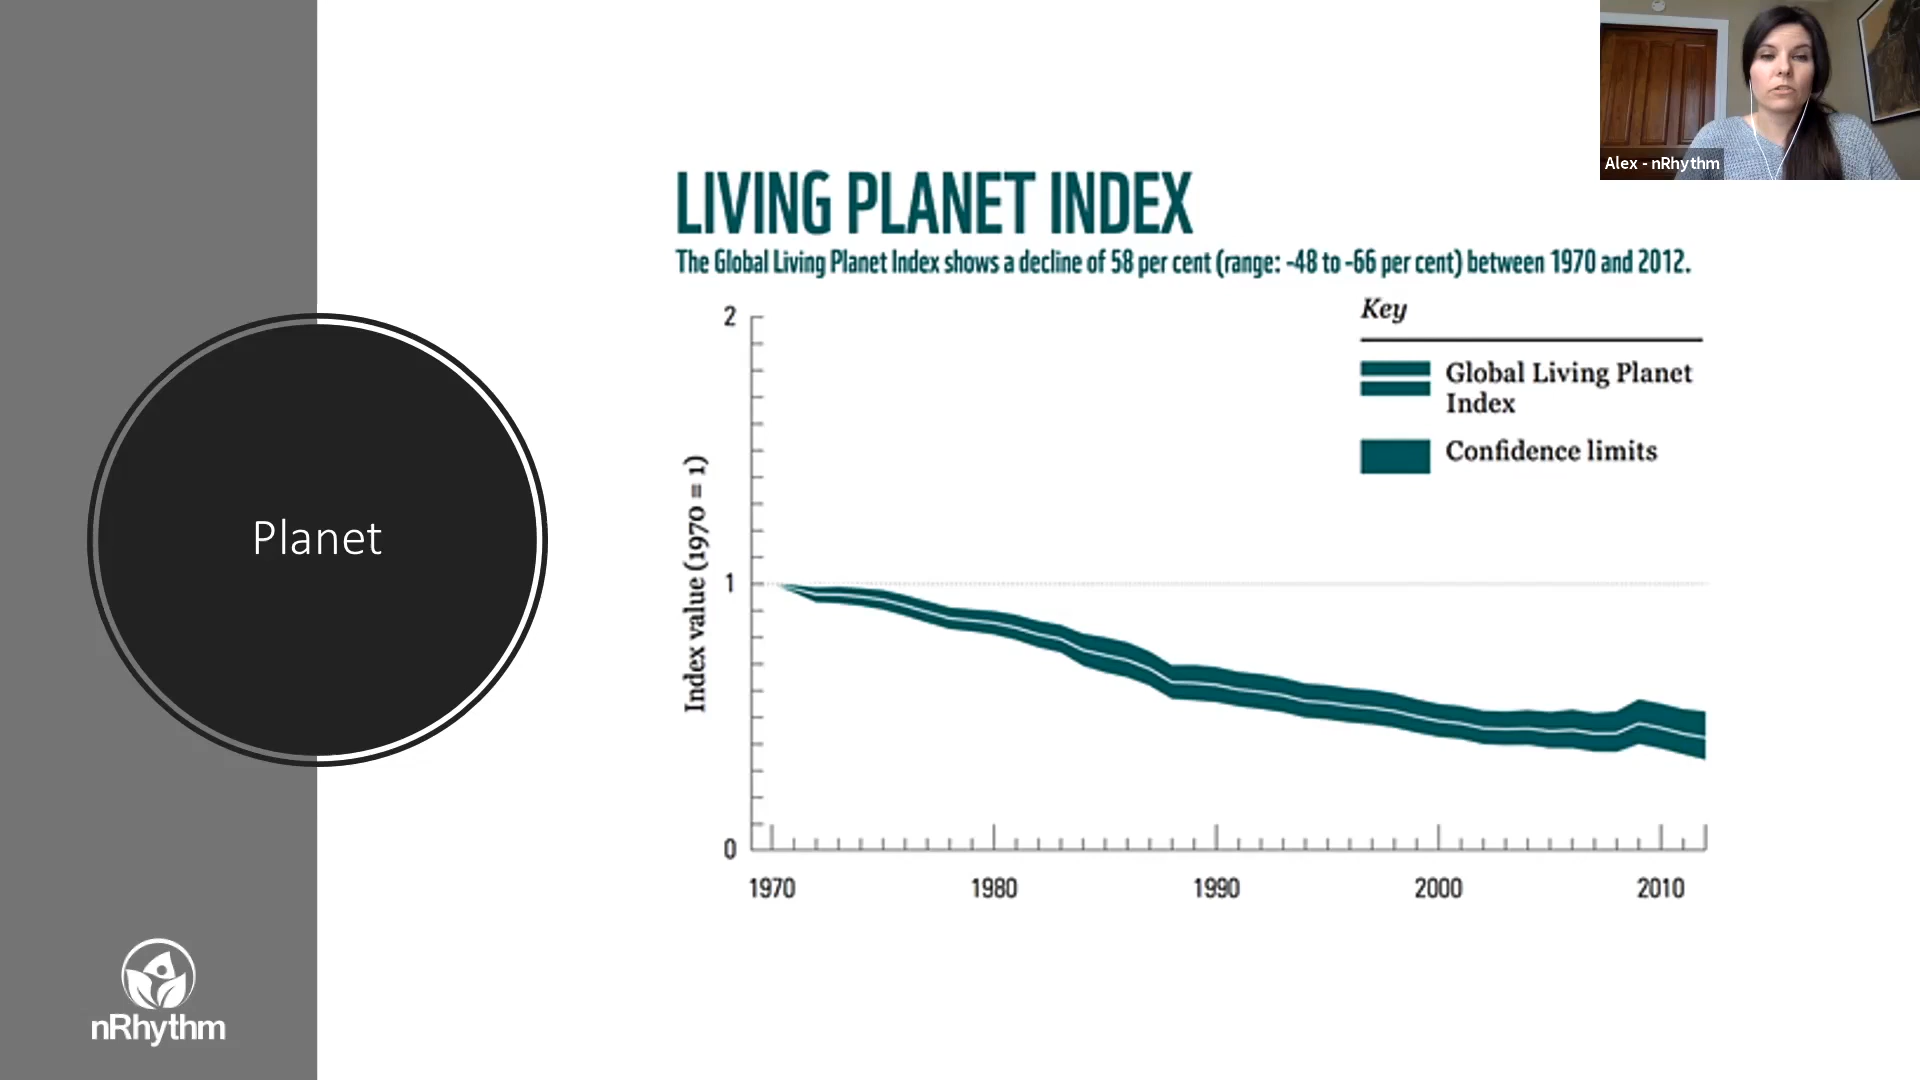 Alex - nRhythm
LIVING PLANET INDEX
The Global Living Planet Index shows a decline of 58 per cent (range: -48 to -66 per cent) between 1970 and 2012.
Key
Global Living Planet
Index
Confidence limits
Index value (1970 = 1)
2
1
0
1970
1980
1990
2000
2010
Planet
nRhythm